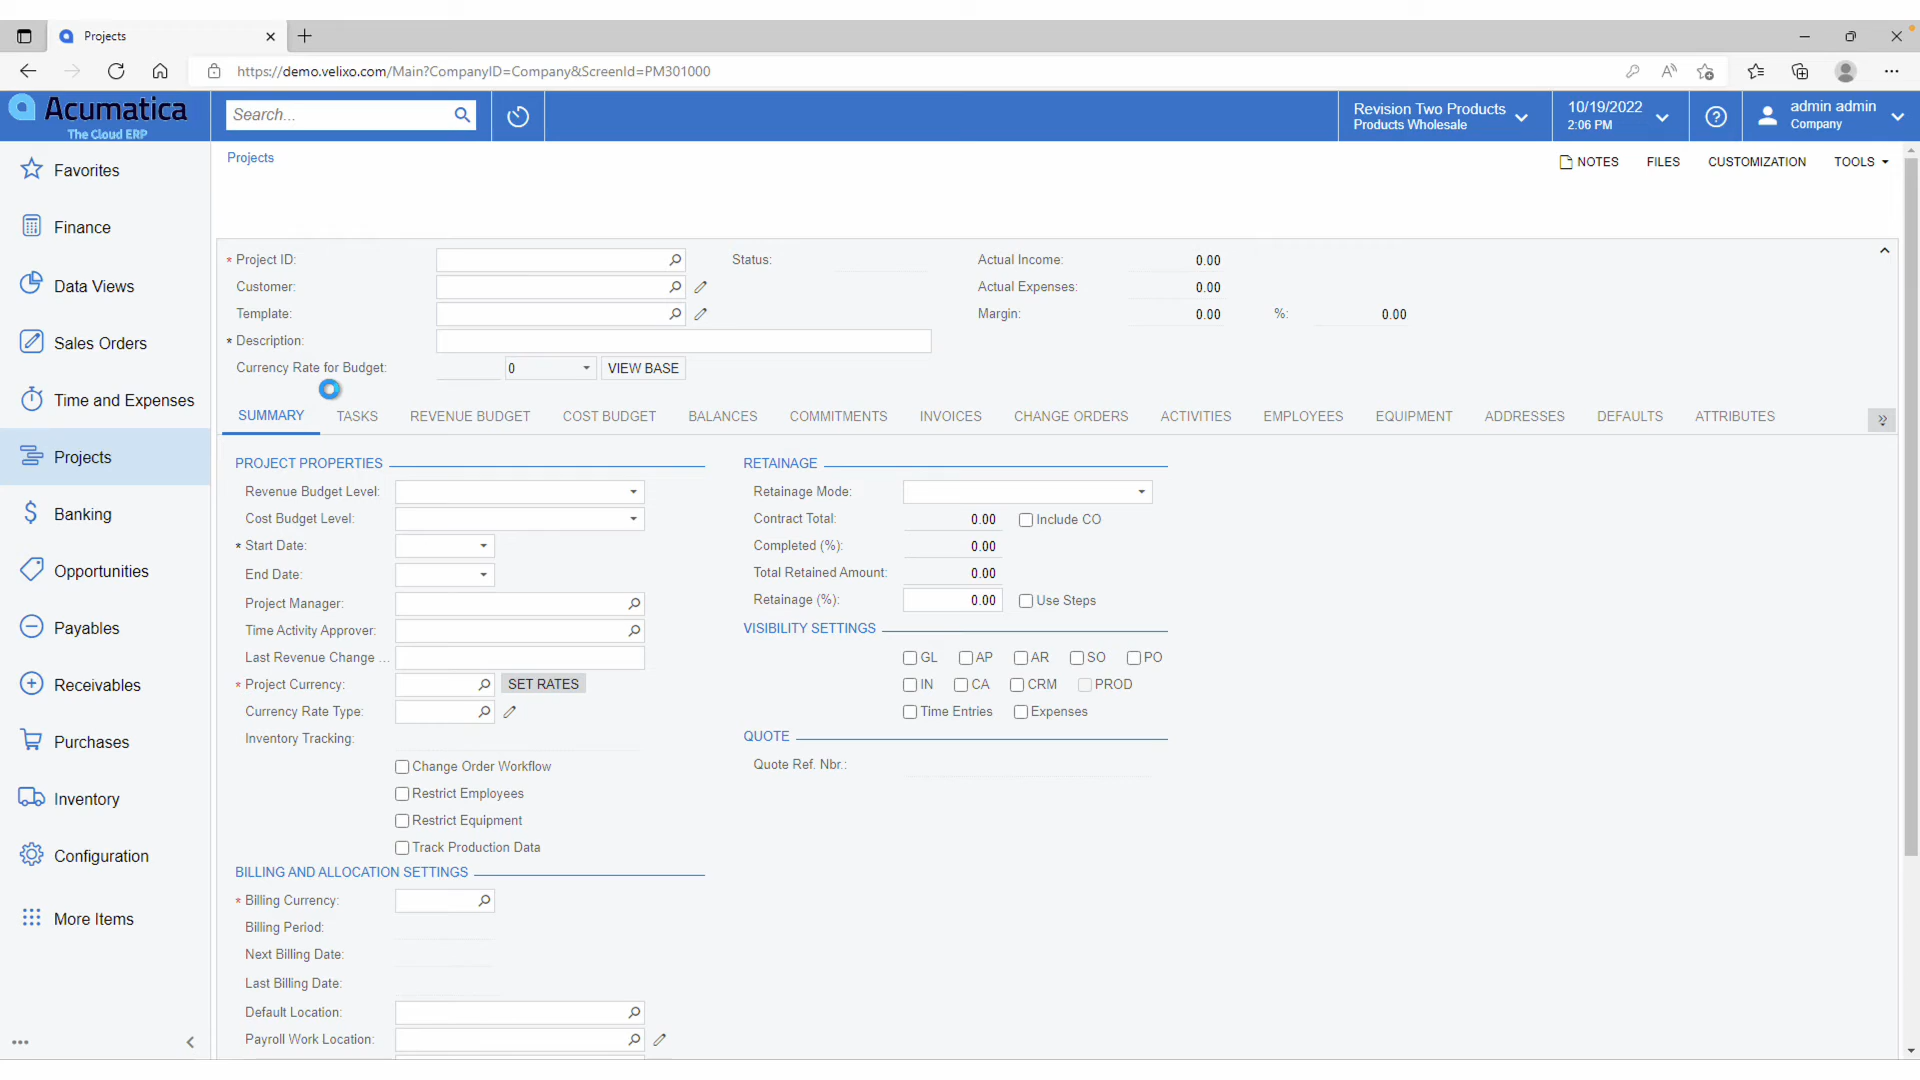 Projects
https://demo.velixo.com/Main?CompanyID=Company&ScreenId=PM301000
Acumatica
The Cloud ERP
Search...
Revision Two Products
Products Wholesale
10/19/2022
2:06 PM
admin admin
Company
Favorites
Finance
Data Views
Sales Orders
Time and Expenses
Projects
Banking
Opportunities
Payables
Receivables
Purchases
Inventory
Configuration
More Items
Projects
NOTES FILES CUSTOMIZATION TOOLS
* Project ID: Status: Actual Income: 0.00
Customer: Actual Expenses: 0.00
Template: Margin: 0.00 %: 0.00
* Description:
Currency Rate for Budget: 0 VIEW BASE
SUMMARY TASKS REVENUE BUDGET COST BUDGET BALANCES COMMITMENTS INVOICES CHANGE ORDERS ACTIVITIES EMPLOYEES EQUIPMENT ADDRESSES DEFAULTS ATTRIBUTES
PROJECT PROPERTIES
Revenue Budget Level:
Cost Budget Level:
* Start Date:
End Date:
Project Manager:
Time Activity Approver:
Last Revenue Change ...
* Project Currency: SET RATES
Currency Rate Type:
Inventory Tracking:
Change Order Workflow
Restrict Employees
Restrict Equipment
Track Production Data
BILLING AND ALLOCATION SETTINGS
* Billing Currency:
Billing Period:
Next Billing Date:
Last Billing Date:
Default Location:
Payroll Work Location:
RETAINAGE
Retainage Mode:
Contract Total: 0.00 Include CO
Completed (%): 0.00
Total Retained Amount: 0.00
Retainage (%): 0.00 Use Steps
VISIBILITY SETTINGS
GL AP AR SO PO
IN CA CRM PROD
Time Entries Expenses
QUOTE
Quote Ref. Nbr.: